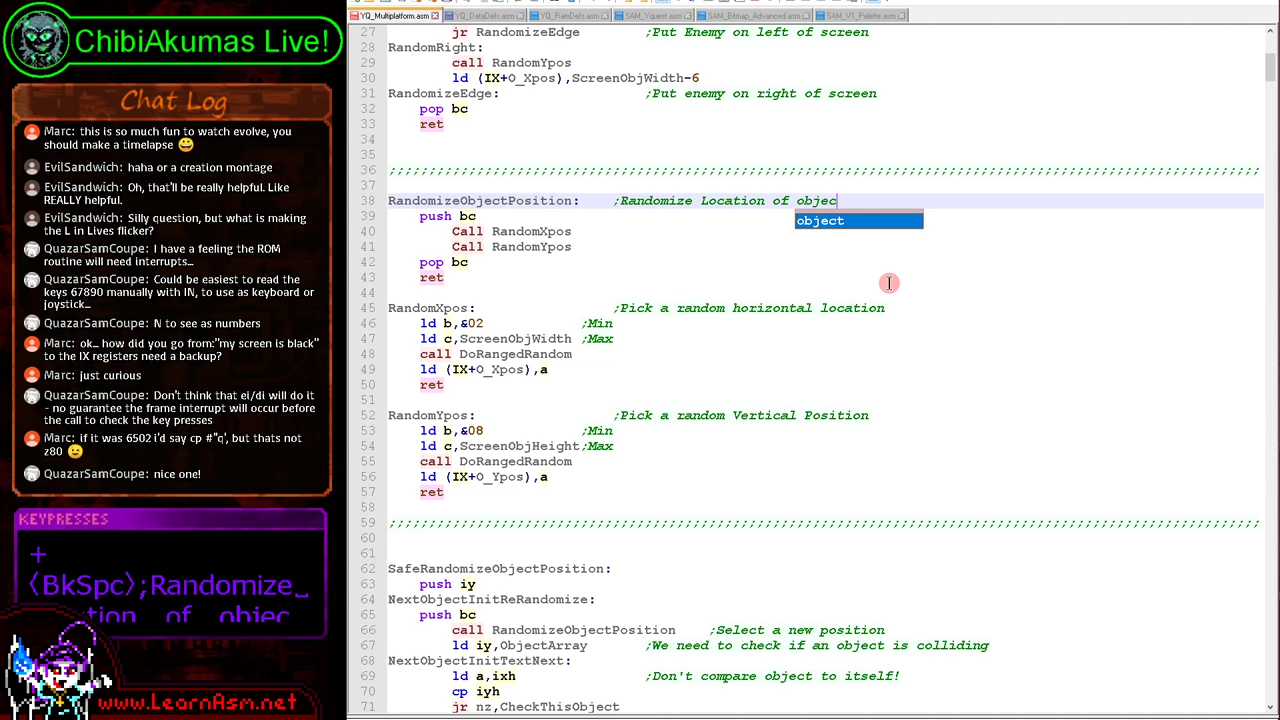 ChibiAkumas Live!
Chat Log
Marc: this is so much fun to watch evolve, you
should make a timelapse 😀
EvilSandwich: haha or a creation montage
EvilSandwich: Oh, that'll be really helpful. Like
REALLY helpful.
EvilSandwich: Silly question, but what is making
the L in Lives flicker?
QuazarSamCoupe: I have a feeling the ROM
routine will need interrupts...
QuazarSamCoupe: Could be easiest to read the
keys 67890 manually with IN, to use as keyboard or
joystick...
QuazarSamCoupe: N to see as numbers
Marc: ok... how did you go from:"my screen is black"
to the IX registers need a backup?
Marc: just curious
QuazarSamCoupe: Don't think that ei/di will do it
- no guarantee the frame interrupt will occur before
the call to check the key presses
Marc: if it was 6502 i'd say cp #"q', but thats not
z80 😉
QuazarSamCoupe: nice one!
KEYPRESSES
+
〈BkSpc〉;Randomize_
tion of objec
www.LearnAsm.net
YQ_Multiplatform.asm YQ_DataDefs.asm YQ_RamDefs.asm SAM_Yquest.asm SAM_Bitmap_Advanced.asm SAM_V1_Palette.asm
27 jr RandomizeEdge ;Put Enemy on left of screen
28 RandomRight:
29 call RandomYpos
30 ld (IX+O_Xpos),ScreenObjWidth-6
31 RandomizeEdge: ;Put enemy on right of screen
32 pop bc
33 ret
34
35
36 ;;;;;;;;;;;;;;;;;;;;;;;;;;;;;;;;;;;;;;;;;;;;;;;;;;;;;;;;;;;;;;;;;;;;;;;;;;;;;;;;;;;;;;;;;;;;;;;;;;;;;;;;;;;;;
37
38 RandomizeObjectPosition: ;Randomize Location of objec
object
39 push bc
40 Call RandomXpos
41 Call RandomYpos
42 pop bc
43 ret
44
45 RandomXpos: ;Pick a random horizontal location
46 ld b,&02 ;Min
47 ld c,ScreenObjWidth ;Max
48 call DoRangedRandom
49 ld (IX+O_Xpos),a
50 ret
51
52 RandomYpos: ;Pick a random Vertical Position
53 ld b,&08 ;Min
54 ld c,ScreenObjHeight;Max
55 call DoRangedRandom
56 ld (IX+O_Ypos),a
57 ret
58
59 ;;;;;;;;;;;;;;;;;;;;;;;;;;;;;;;;;;;;;;;;;;;;;;;;;;;;;;;;;;;;;;;;;;;;;;;;;;;;;;;;;;;;;;;;;;;;;;;;;;;;;;;;;;;;;
60
61
62 SafeRandomizeObjectPosition:
63 push iy
64 NextObjectInitReRandomize:
65 push bc
66 call RandomizeObjectPosition ;Select a new position
67 ld iy,ObjectArray ;We need to check if an object is colliding
68 NextObjectInitTextNext:
69 ld a,ixh ;Don't compare object to itself!
70 cp iyh
71 jr nz,CheckThisObject